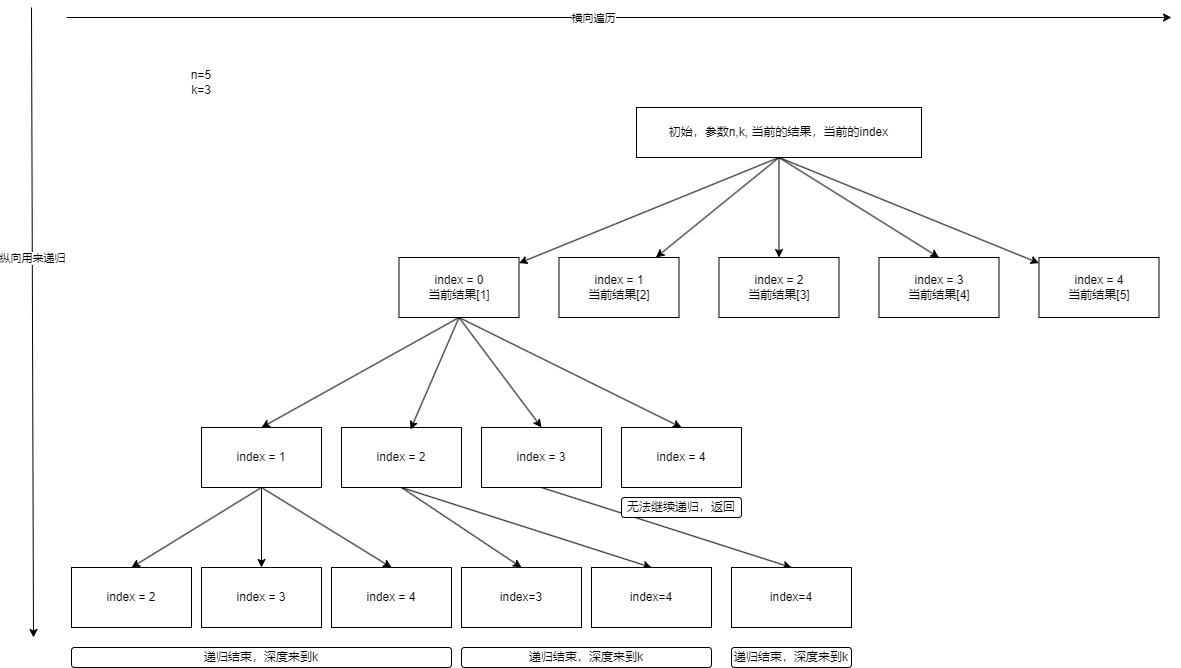 横向遍历
n=5
k=3
初始，参数n,k, 当前的结果，当前的index
纵向用来递归
index = 0
当前结果[1]
index = 1
当前结果[2]
index = 2
当前结果[3]
index = 3
当前结果[4]
index = 4
当前结果[5]
index = 1
index = 2
index = 3
index = 4
无法继续递归，返回
index = 2
index = 3
index = 4
index=3
index=4
index=4
递归结束，深度来到k
递归结束，深度来到k
递归结束，深度来到k